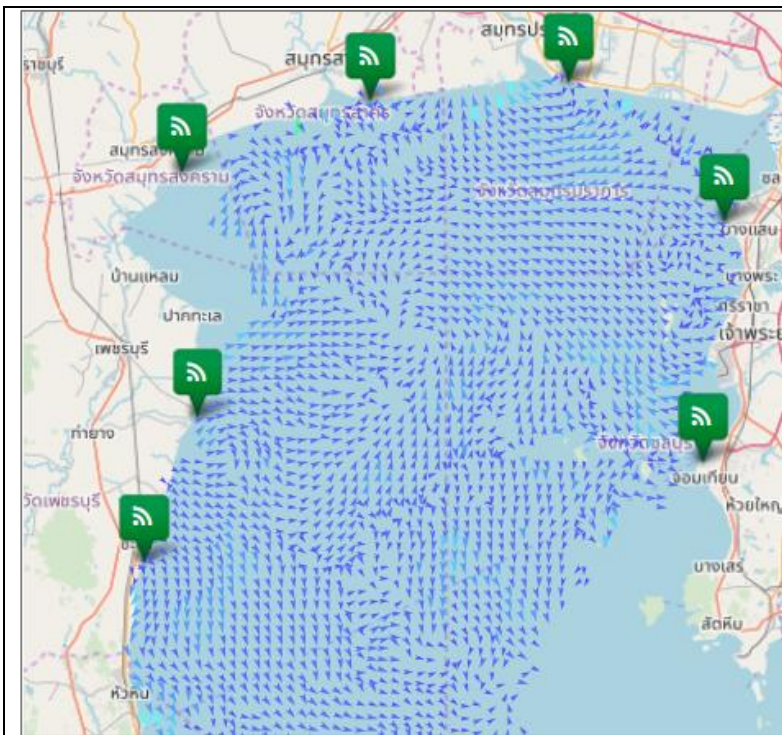 ราชบุรี
สมุทรปร
สมุทรสา
จังหวัดสมุทรสาคร
สมุทรสงคราม
จังหวัดสมุทรสงคราม
จังหวัดสมุทรปราการ
ชล
บางแสน
บ้านแหลม
บางพระ
ปากทะเล
ศรีราชา
เพชรบุรี
เจ้าพระย
ท่ายาง
จังหวัดชลบุรี
จอมเทียน
วัดเพชรบุรี
ห้วยใหญ่
ชะ
บางเสร่
สัตหีบ
หัวหิน